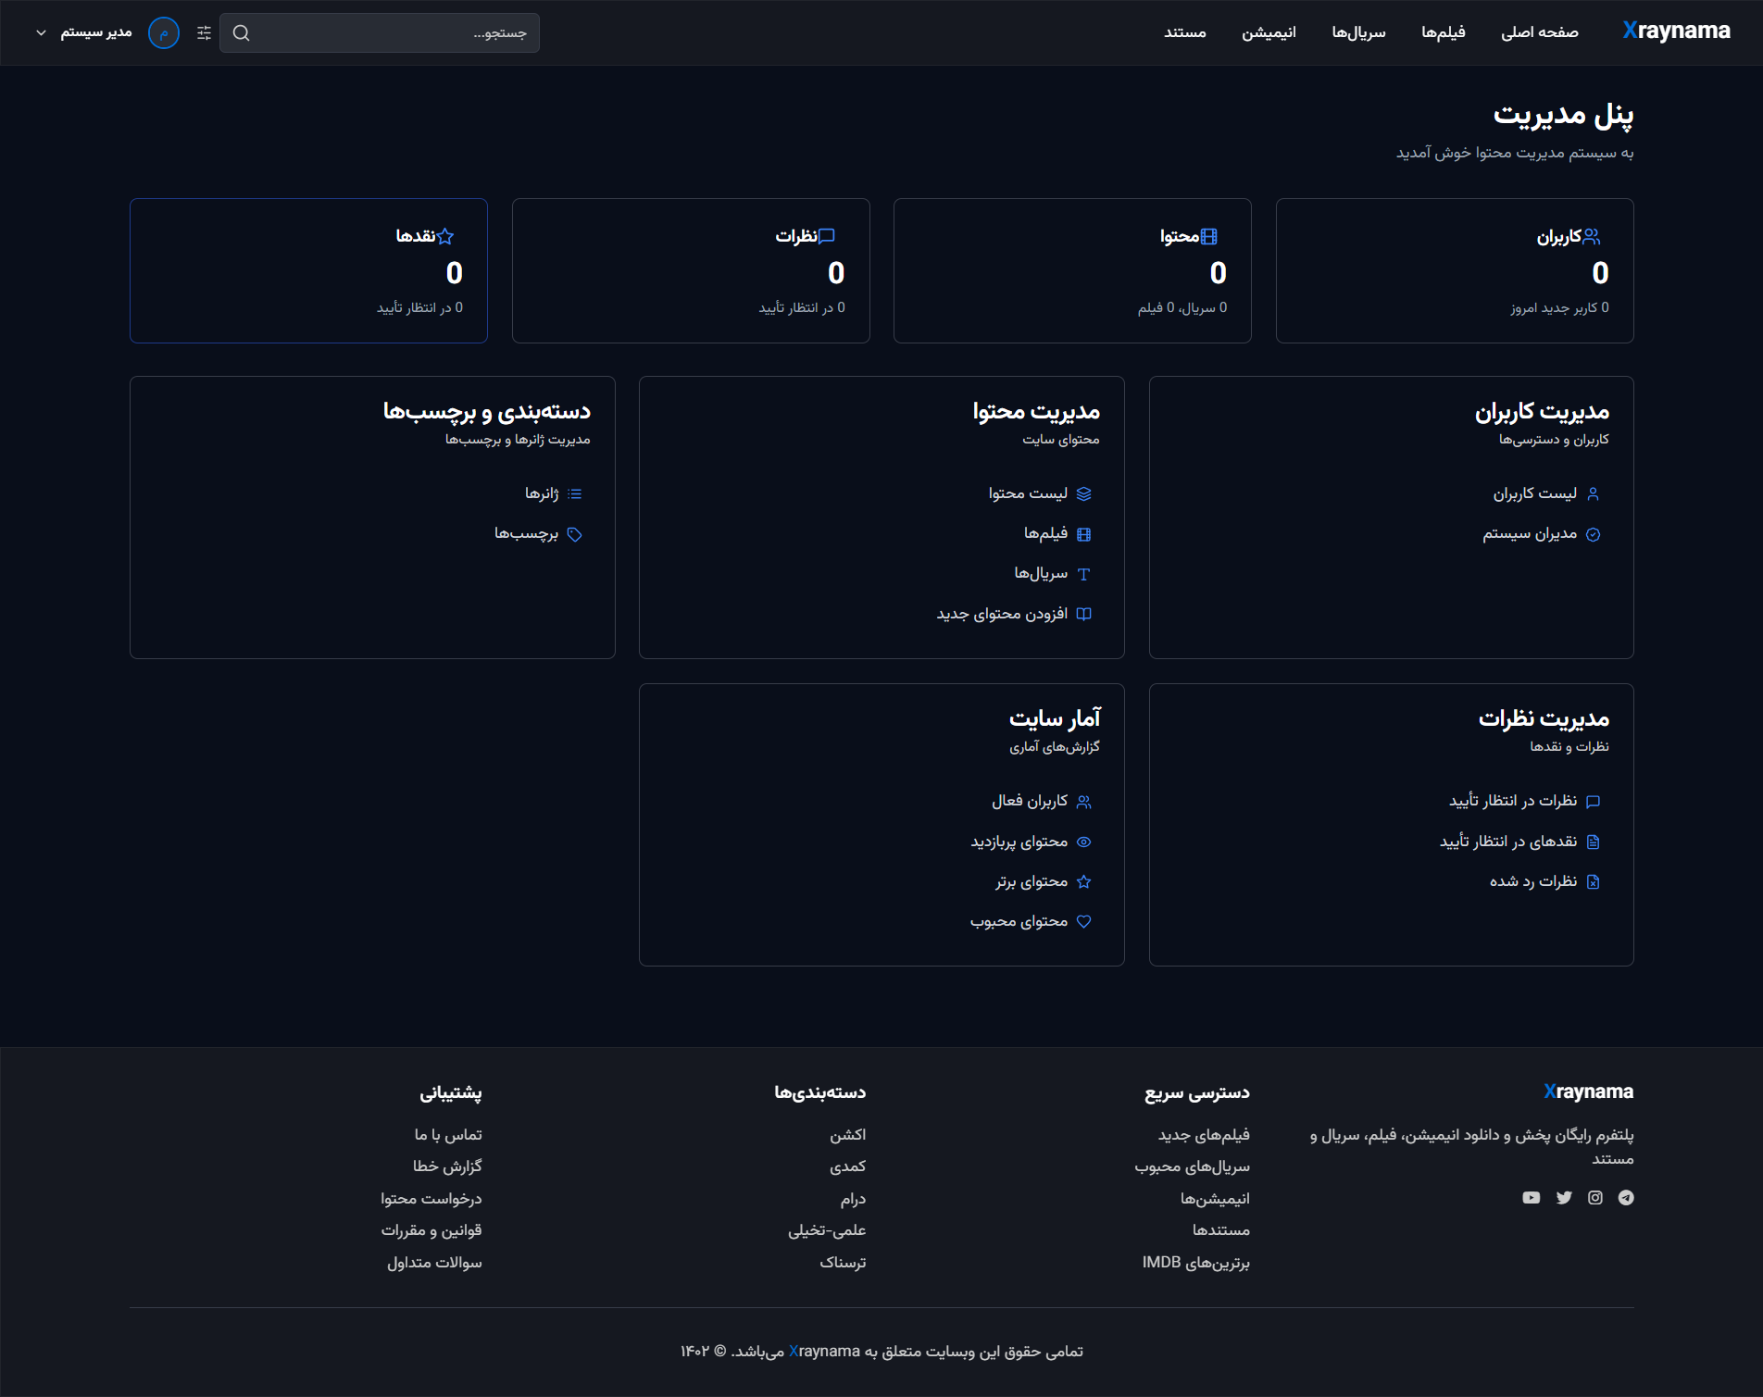 Xraynama
صفحه اصلی
فیلم‌ها
سریال‌ها
انیمیشن
مستند
جستجو...
م
مدیر سیستم
پنل مدیریت
به سیستم مدیریت محتوا خوش آمدید
کاربران
0
0 کاربر جدید امروز
محتوا
0
0 سریال، 0 فیلم
نظرات
0
0 در انتظار تأیید
نقدها
0
0 در انتظار تأیید
مدیریت کاربران
کاربران و دسترسی‌ها
لیست کاربران
مدیران سیستم
مدیریت محتوا
محتوای سایت
لیست محتوا
فیلم‌ها
سریال‌ها
افزودن محتوای جدید
دسته‌بندی و برچسب‌ها
مدیریت ژانرها و برچسب‌ها
ژانرها
برچسب‌ها
مدیریت نظرات
نظرات و نقدها
نظرات در انتظار تأیید
نقدهای در انتظار تأیید
نظرات رد شده
آمار سایت
گزارش‌های آماری
کاربران فعال
محتوای پربازدید
محتوای برتر
محتوای محبوب
Xraynama
پلتفرم رایگان پخش و دانلود انیمیشن، فیلم، سریال و
مستند
دسترسی سریع
فیلم‌های جدید
سریال‌های محبوب
انیمیشن‌ها
مستندها
برترین‌های IMDB
دسته‌بندی‌ها
اکشن
کمدی
درام
علمی-تخیلی
ترسناک
پشتیبانی
تماس با ما
گزارش خطا
درخواست محتوا
قوانین و مقررات
سوالات متداول
تمامی حقوق این وبسایت متعلق به Xraynama می‌باشد. © ۱۴۰۲